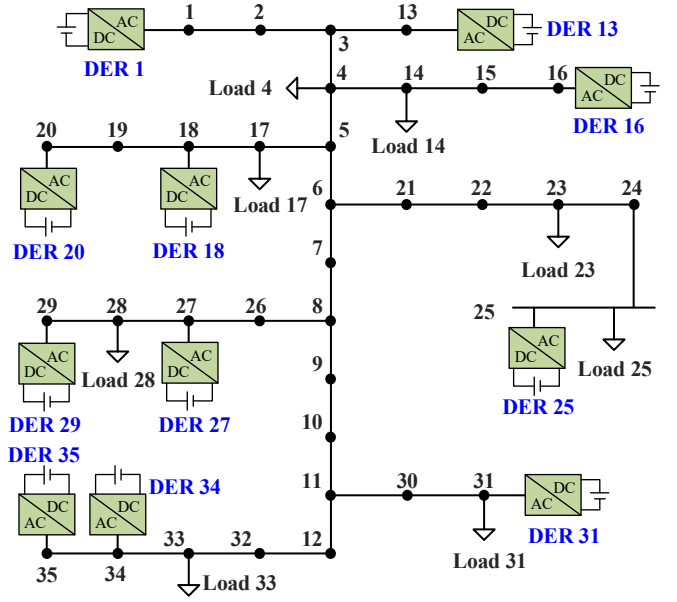 AC
DC
DER 1
1
2
3
13
DC
AC
DER 13
Load 4
4
14
15
16
DC
AC
DER 16
Load 14
20
19
18
17
5
AC
DC
DER 20
AC
DC
DER 18
Load 17
6
21
22
23
24
Load 23
7
25
AC
DC
DER 25
Load 25
29
28
27
26
8
AC
DC
DER 29
Load 28
AC
DC
DER 27
9
10
DER 35
DER 34
DC
AC
DC
AC
11
30
31
DC
AC
DER 31
Load 31
35
34
33
32
12
Load 33